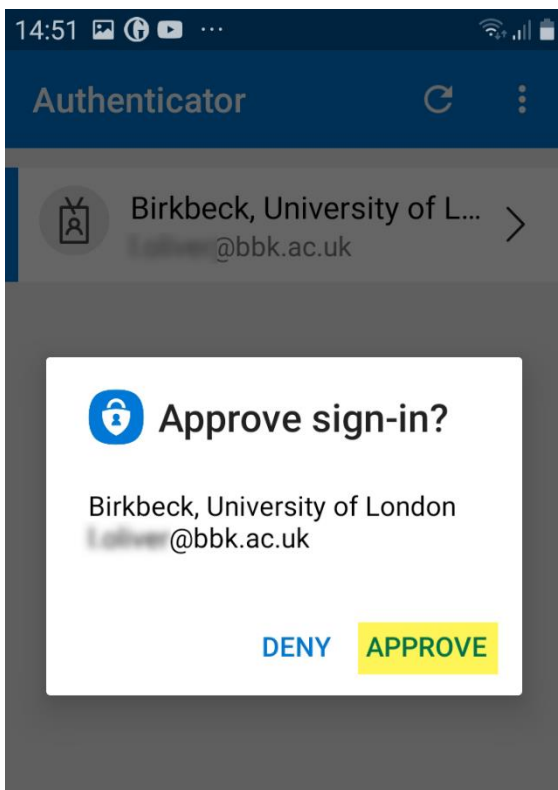 14:51
Authenticator
Birkbeck, University of L...
@bbk.ac.uk
Approve sign-in?
Birkbeck, University of London
@bbk.ac.uk
DENY APPROVE